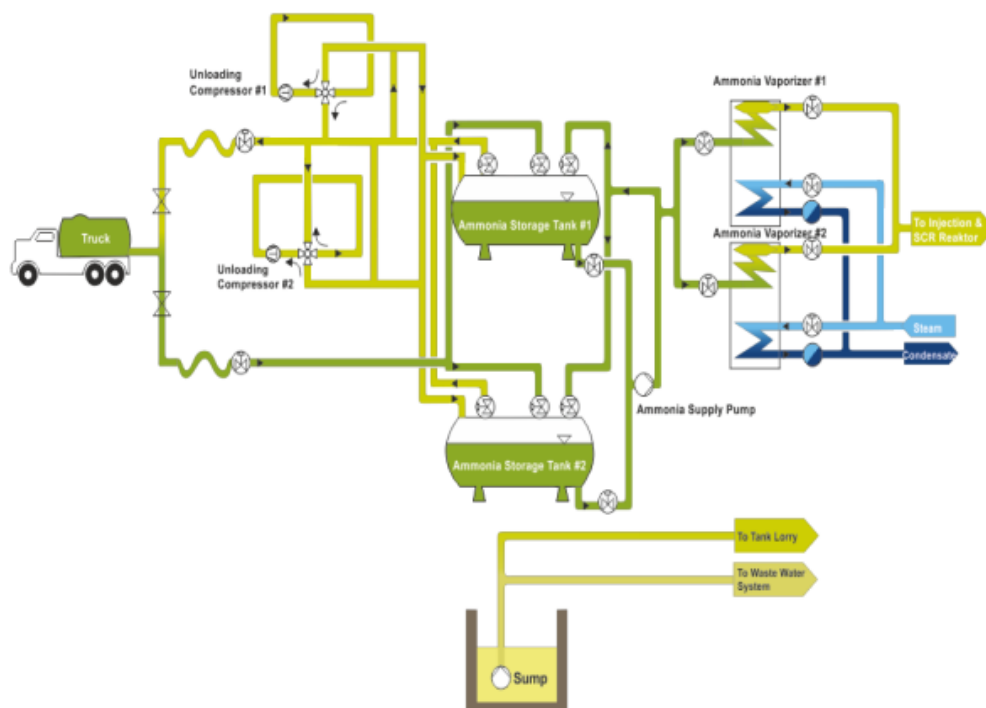 Unloading
Compressor #1
Ammonia Vaporizer #1
Truck
Ammonia Storage Tank #1
To Injection &
SCR Reaktor
Ammonia Vaporizer #2
Unloading
Compressor #2
Steam
Condensate
Ammonia Supply Pump
Ammonia Storage Tank #2
To Tank Lorry
To Waste Water
System
Sump